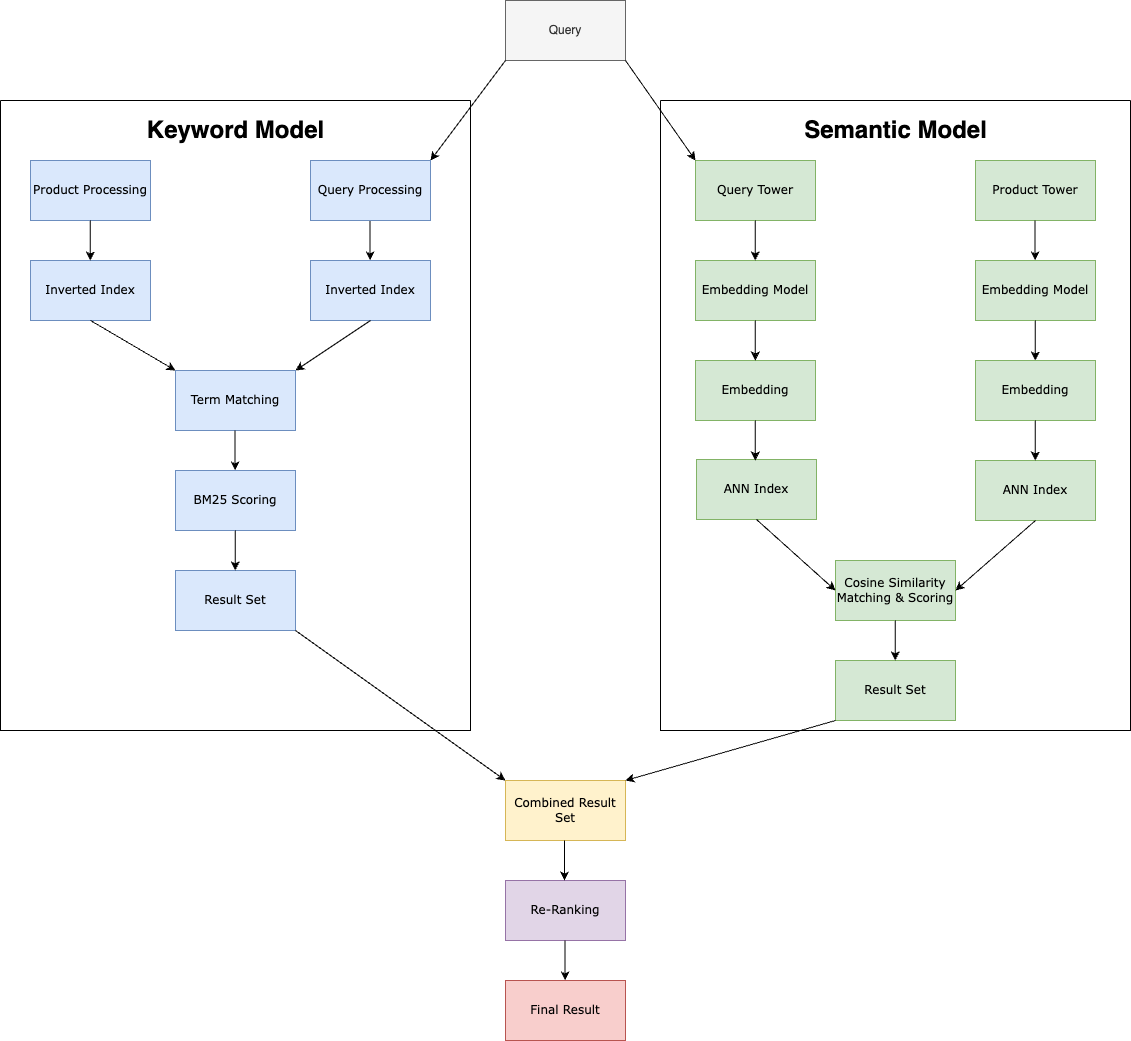 Query
Keyword Model
Product Processing
Query Processing
Inverted Index
Inverted Index
Term Matching
BM25 Scoring
Result Set
Semantic Model
Query Tower
Product Tower
Embedding Model
Embedding Model
Embedding
Embedding
ANN Index
ANN Index
Cosine Similarity
Matching & Scoring
Result Set
Combined Result
Set
Re-Ranking
Final Result